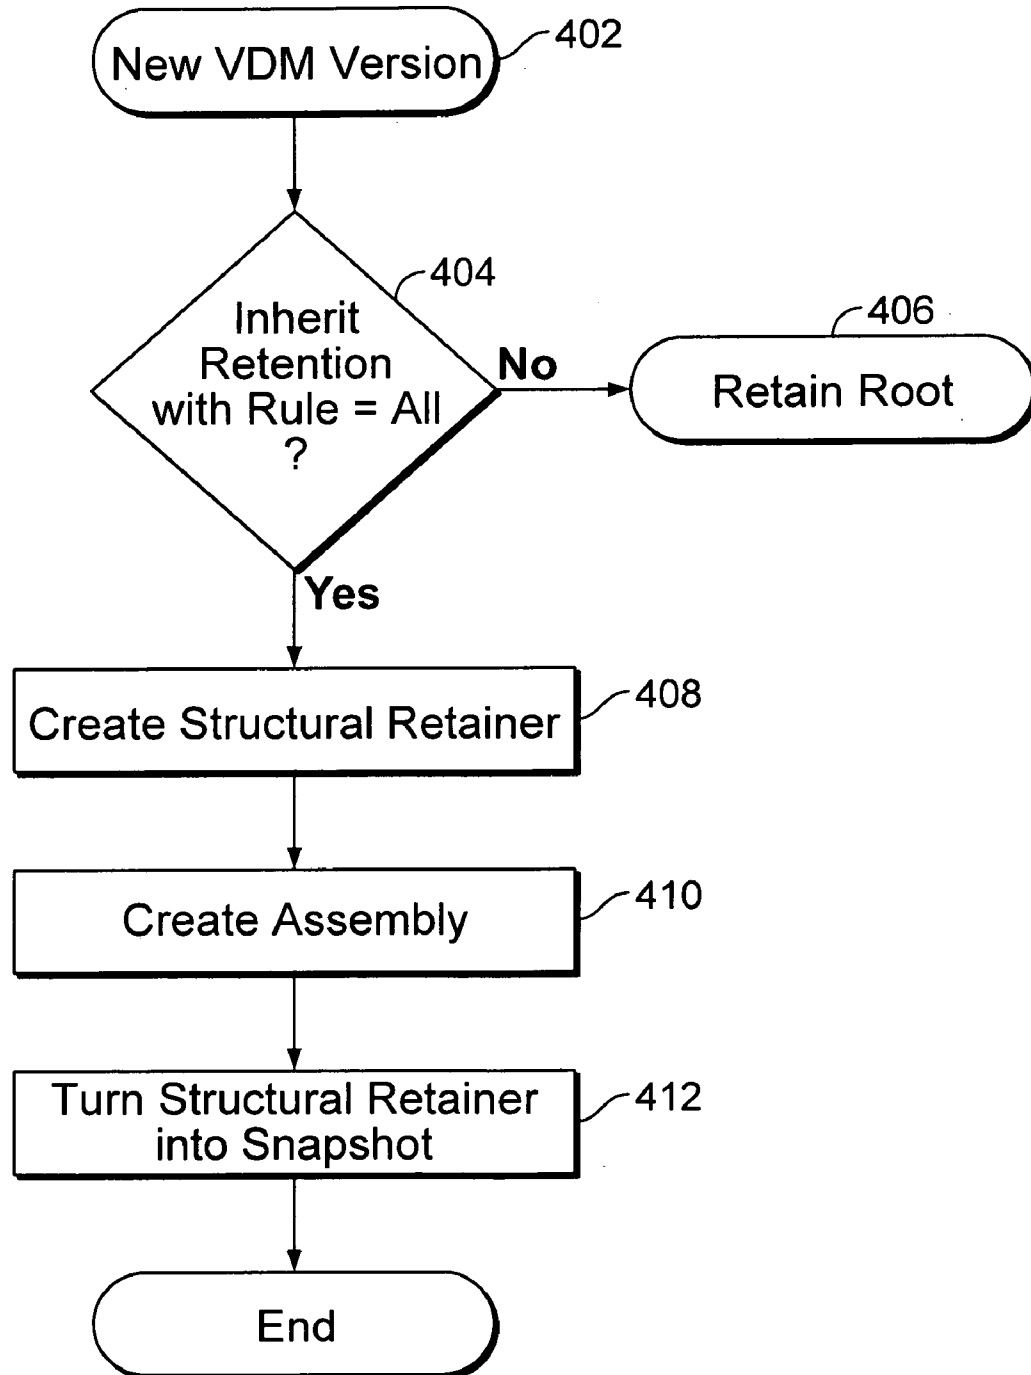 New VDM Version
402
404
Inherit
Retention
with Rule = All
?
No
406
Retain Root
Yes
408
Create Structural Retainer
410
Create Assembly
Turn Structural Retainer
into Snapshot
412
End